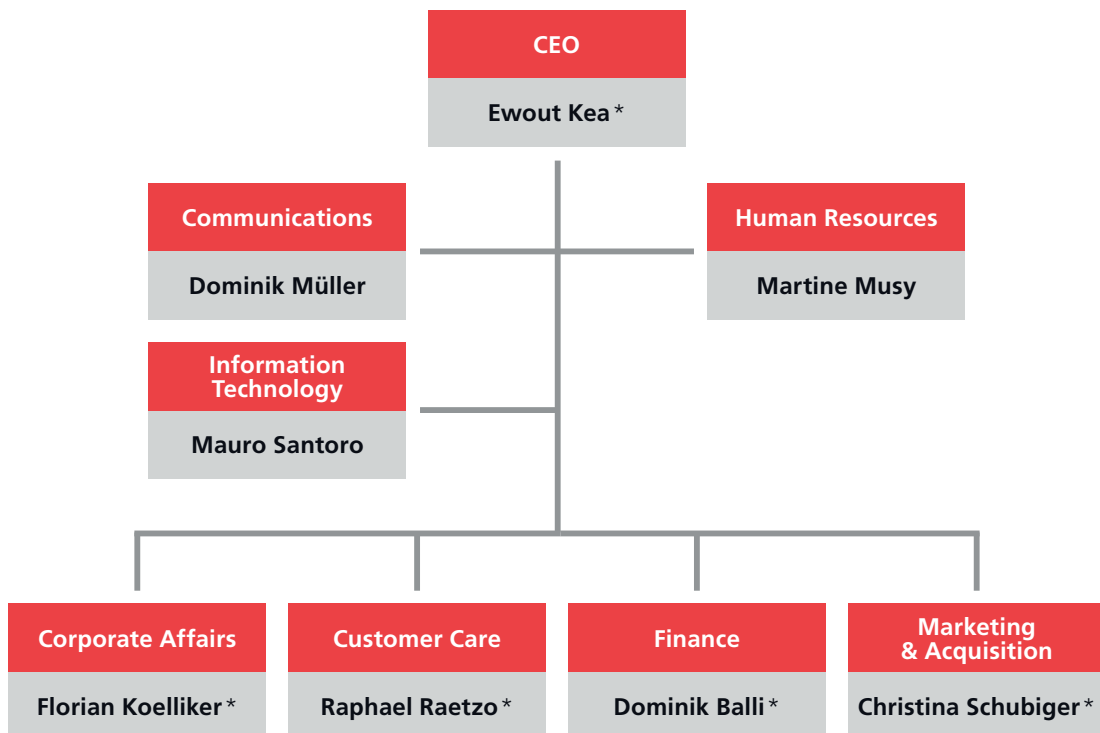 CEO
Ewout Kea *
Communications
Dominik Müller
Human Resources
Martine Musy
Information
Technology
Mauro Santoro
Corporate Affairs
Florian Koelliker *
Customer Care
Raphael Raetzo *
Finance
Dominik Balli *
Marketing
& Acquisition
Christina Schubiger *